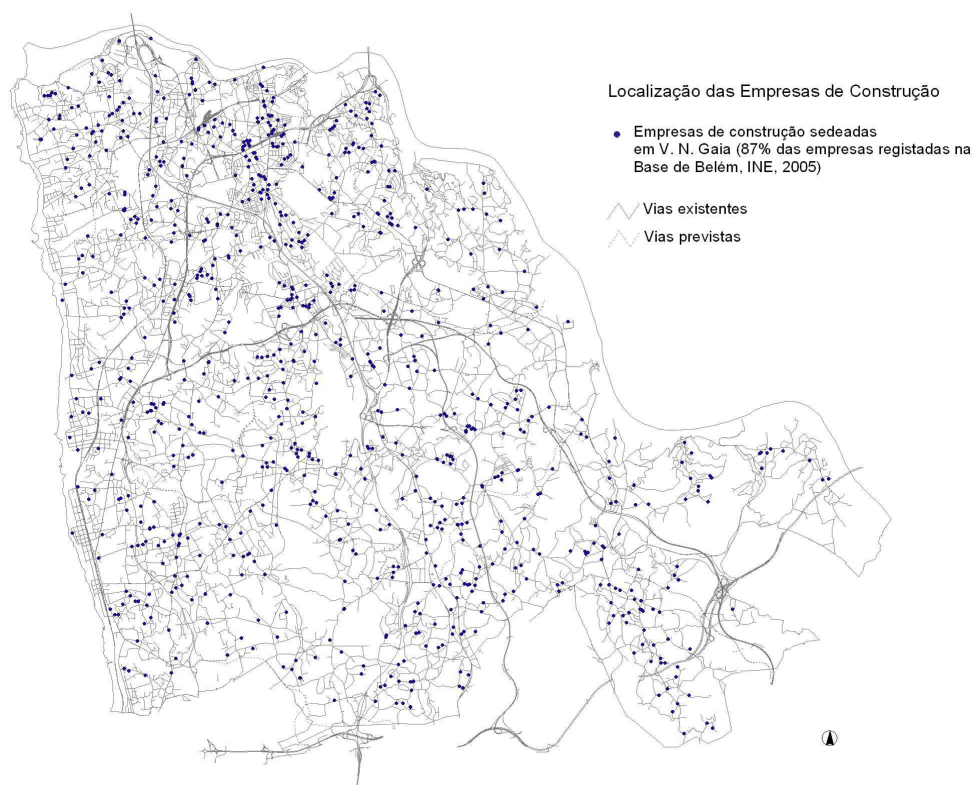 Localização das Empresas de Construção
Empresas de construção sedeadas
em V. N. Gaia (87% das empresas registadas na
Base de Belém, INE, 2005)
Vias existentes
Vias previstas